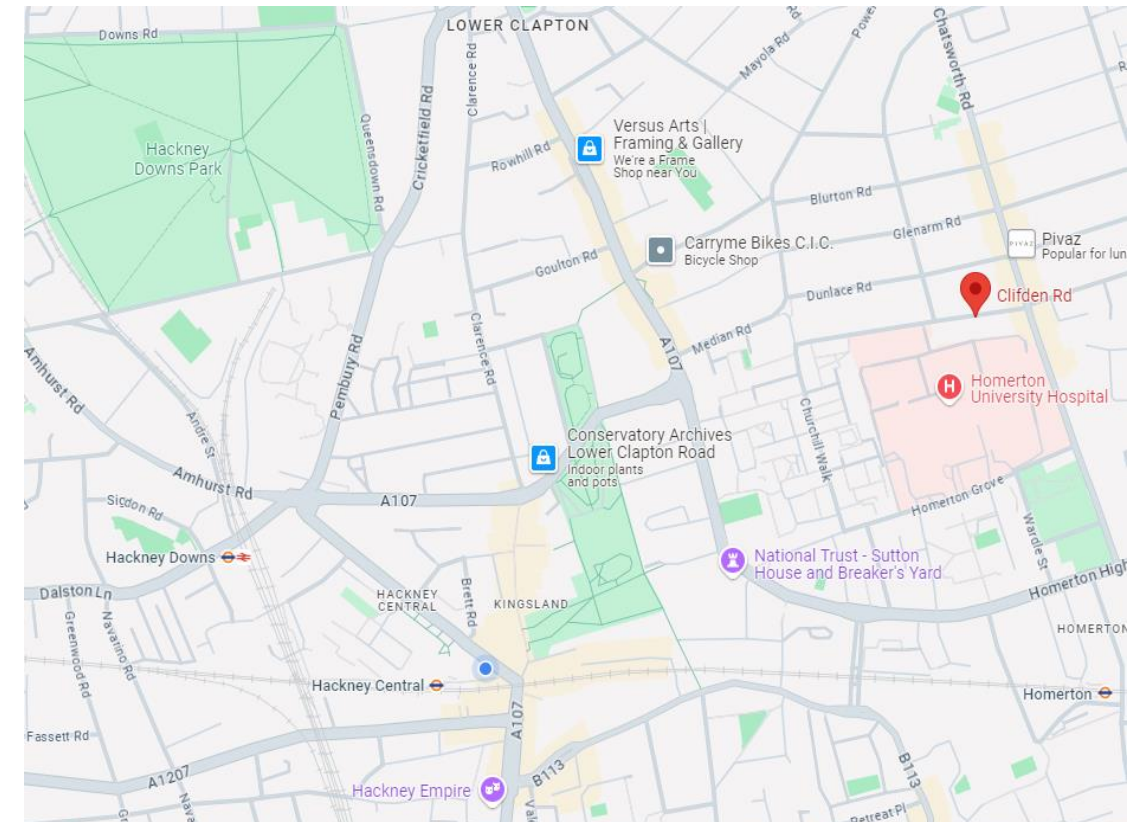 LOWER CLAPTON
Downs Rd
Clarence Rd
Mayola Rd
Chatsworth Rd
Versus Arts |
Framing & Gallery
We're a Frame
Shop near You
Hackney
Downs Park
Queensdown Rd
Cricketfield Rd
Rowhill Rd
Blurton Rd
Glenarm Rd
Carryme Bikes C.I.C.
Bicycle Shop
PIVAZ
Pivaz
Popular for lun
Goulton Rd
Dunlace Rd
Clifden Rd
Clarence Rd
Median Rd
A107
Amhurst Rd
Andre St
Pembury Rd
Homerton
University Hospital
Churchill Walk
Conservatory Archives
Lower Clapton Road
Indoor plants
and pots
Amhurst Rd
A107
Homerton Grove
Wardle St
Sigdon Rd
Hackney Downs
National Trust - Sutton
House and Breaker's Yard
Dalston Ln
Greenwood Rd
Navarino Rd
HACKNEY
CENTRAL
Brett Rd
KINGSLAND
Homerton High
HOMERTON
Hackney Central
Homerton
A107
Fassett Rd
A1207
Hackney Empire
B113
B113
Retreat Pl